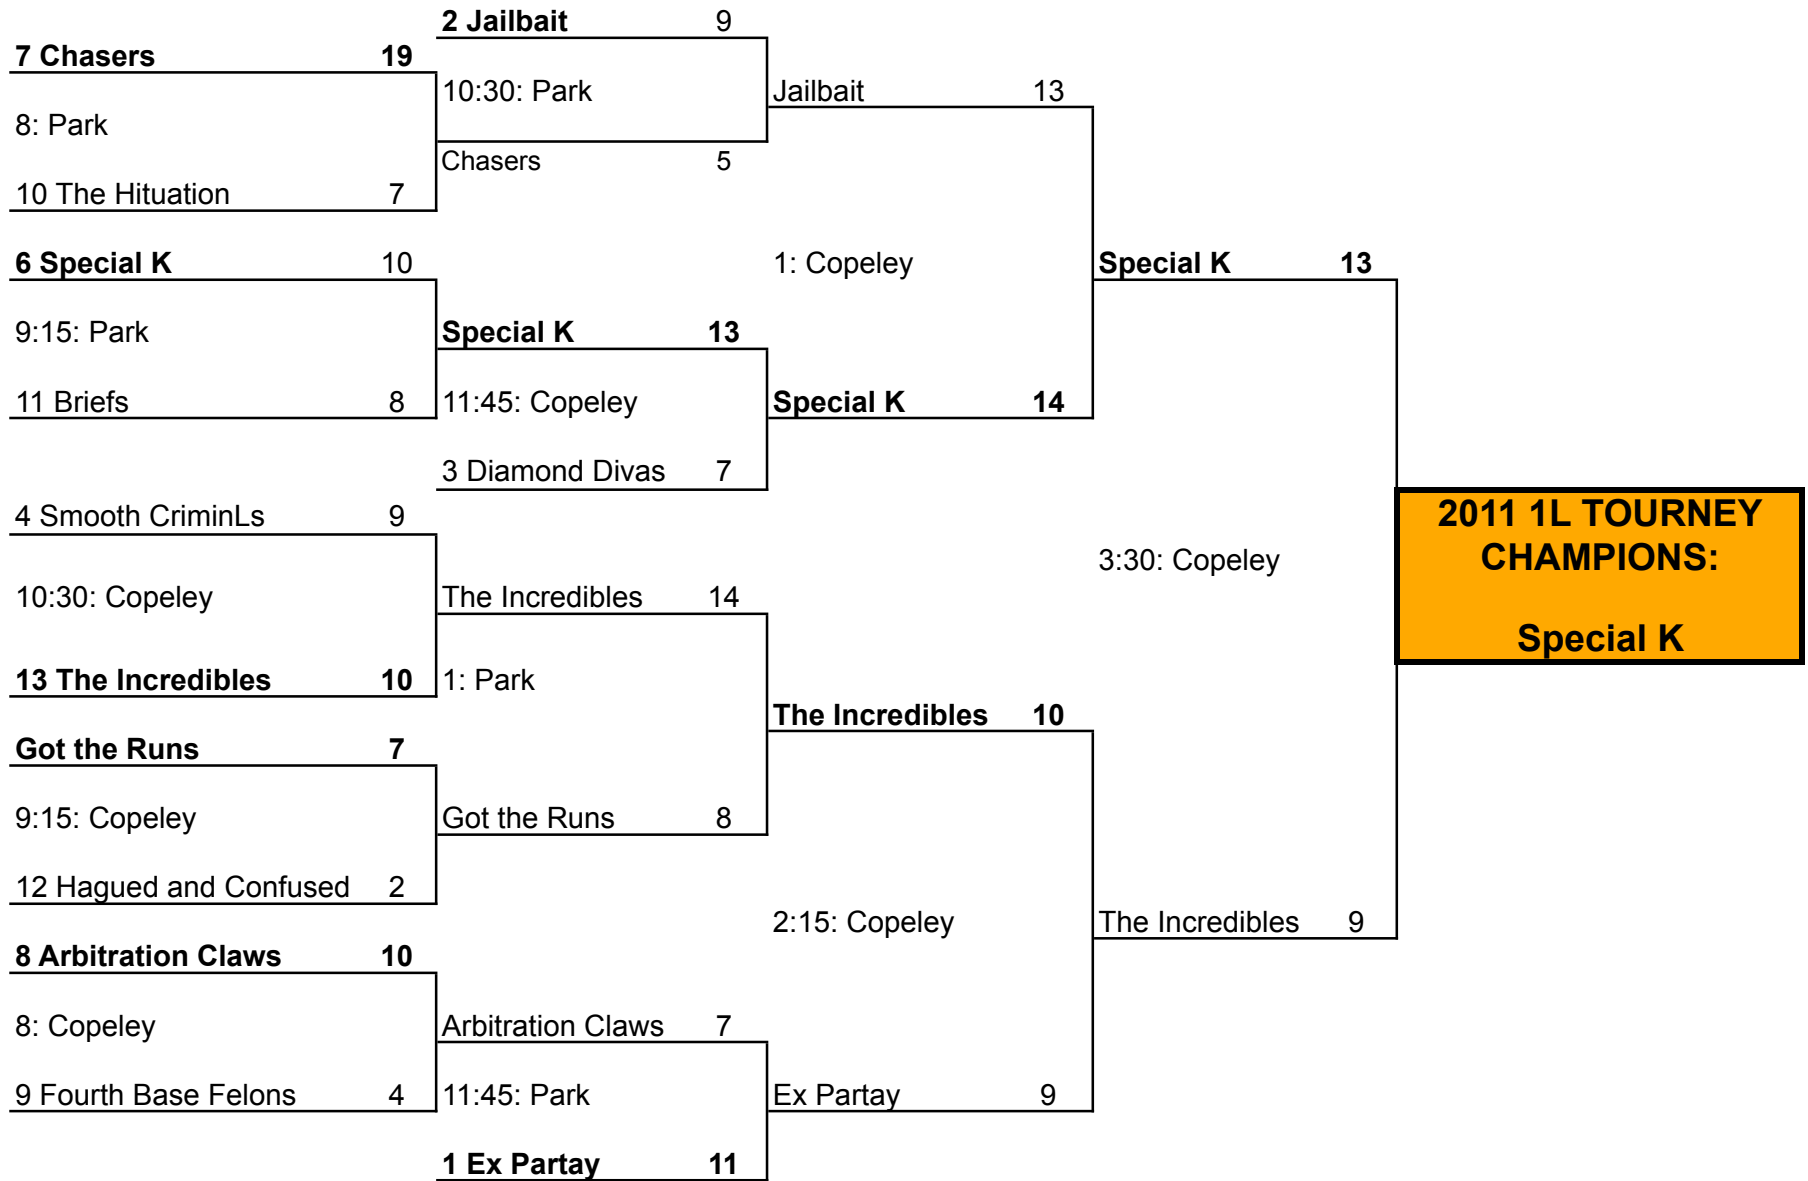 2 Jailbait 9
7 Chasers 19
10:30: Park
Jailbait 13
8: Park
Chasers 5
10 The Hituation 7
6 Special K 10
1: Copeley
Special K 13
9:15: Park
Special K 13
11 Briefs 8
11:45: Copeley
Special K 14
3 Diamond Divas 7
4 Smooth CriminLs 9
2011 1L TOURNEY
CHAMPIONS:
Special K
3:30: Copeley
10:30: Copeley
The Incredibles 14
13 The Incredibles 10
1: Park
The Incredibles 10
Got the Runs 7
9:15: Copeley
Got the Runs 8
12 Hagued and Confused 2
2:15: Copeley
The Incredibles 9
8 Arbitration Claws 10
8: Copeley
Arbitration Claws 7
9 Fourth Base Felons 4
11:45: Park
Ex Partay 9
1 Ex Partay 11